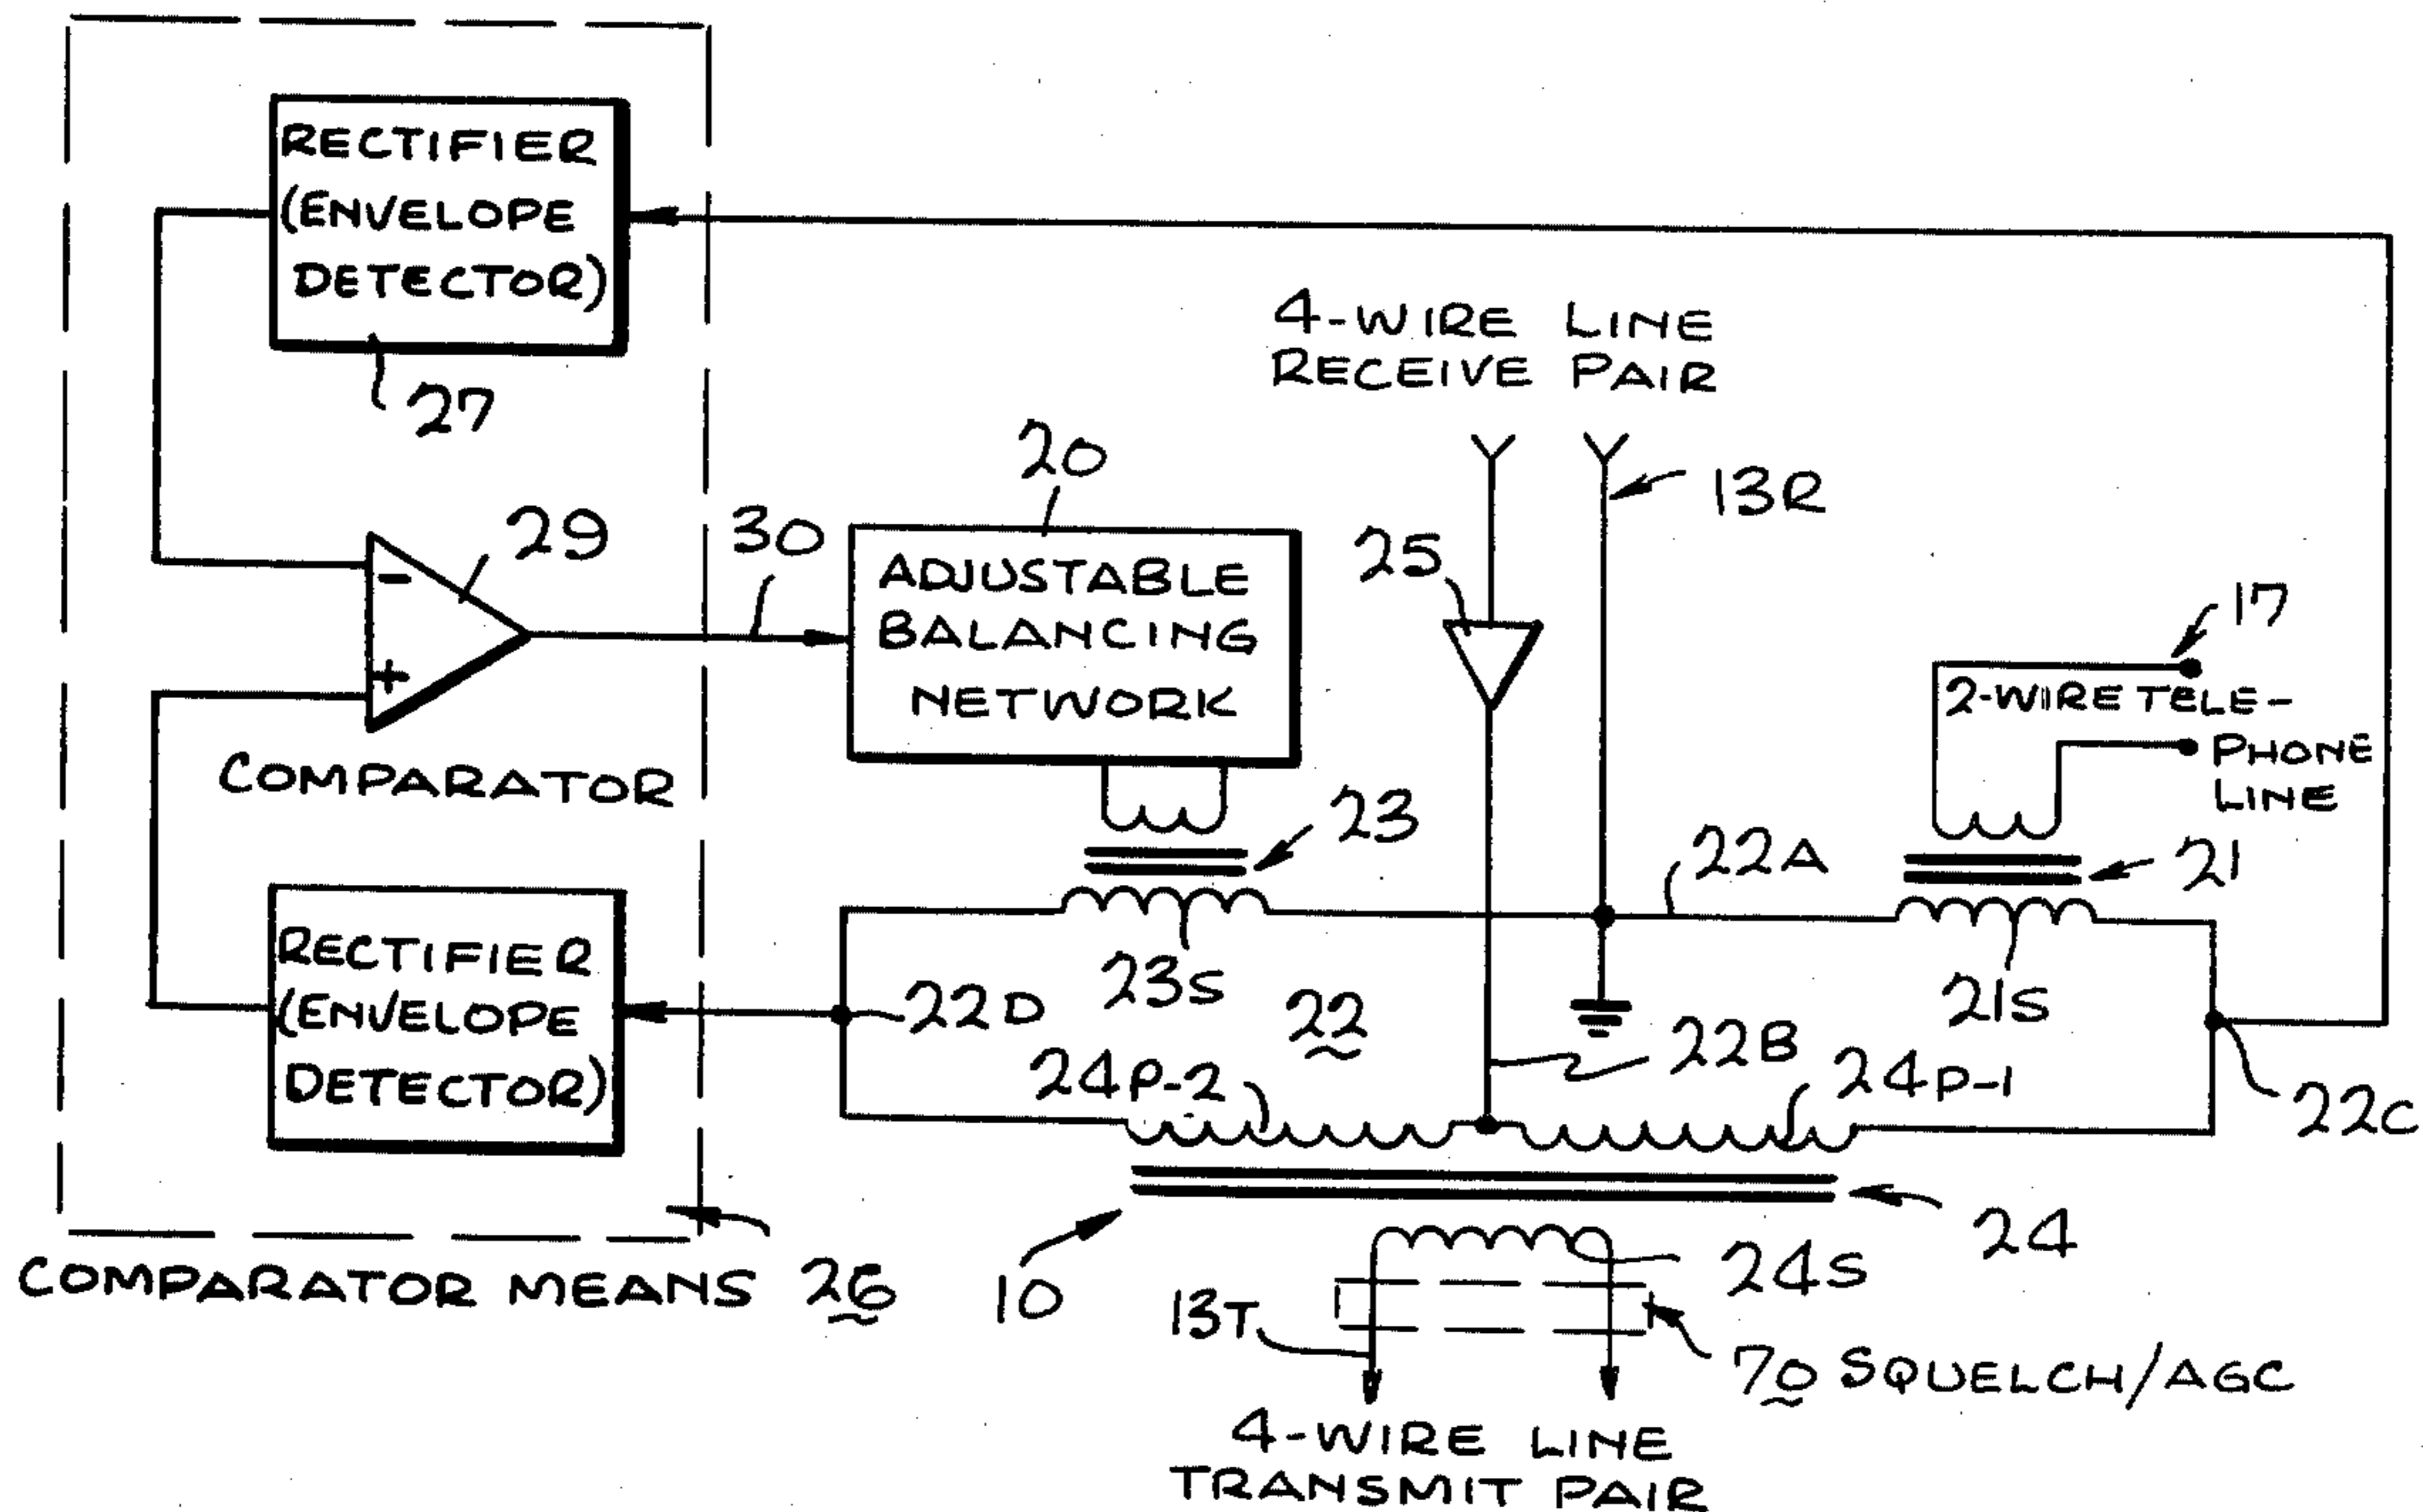 RECTIFIER
(ENVELOPE
DETECTOR)
27
4-WIRE LINE
RECEIVE PAIR
13R
20
29
30
ADJUSTABLE
BALANCING
NETWORK
25
17
2-WIRE TELE-
PHONE
LINE
-
+
COMPARATOR
23
22A
21
RECTIFIER
(ENVELOPE
DETECTOR)
22D
23S
22
22B
21S
24P-2
24P-1
22C
24
COMPARATOR MEANS 26
10
24S
13T
70 SQUELCH/AGC
4-WIRE LINE
TRANSMIT PAIR